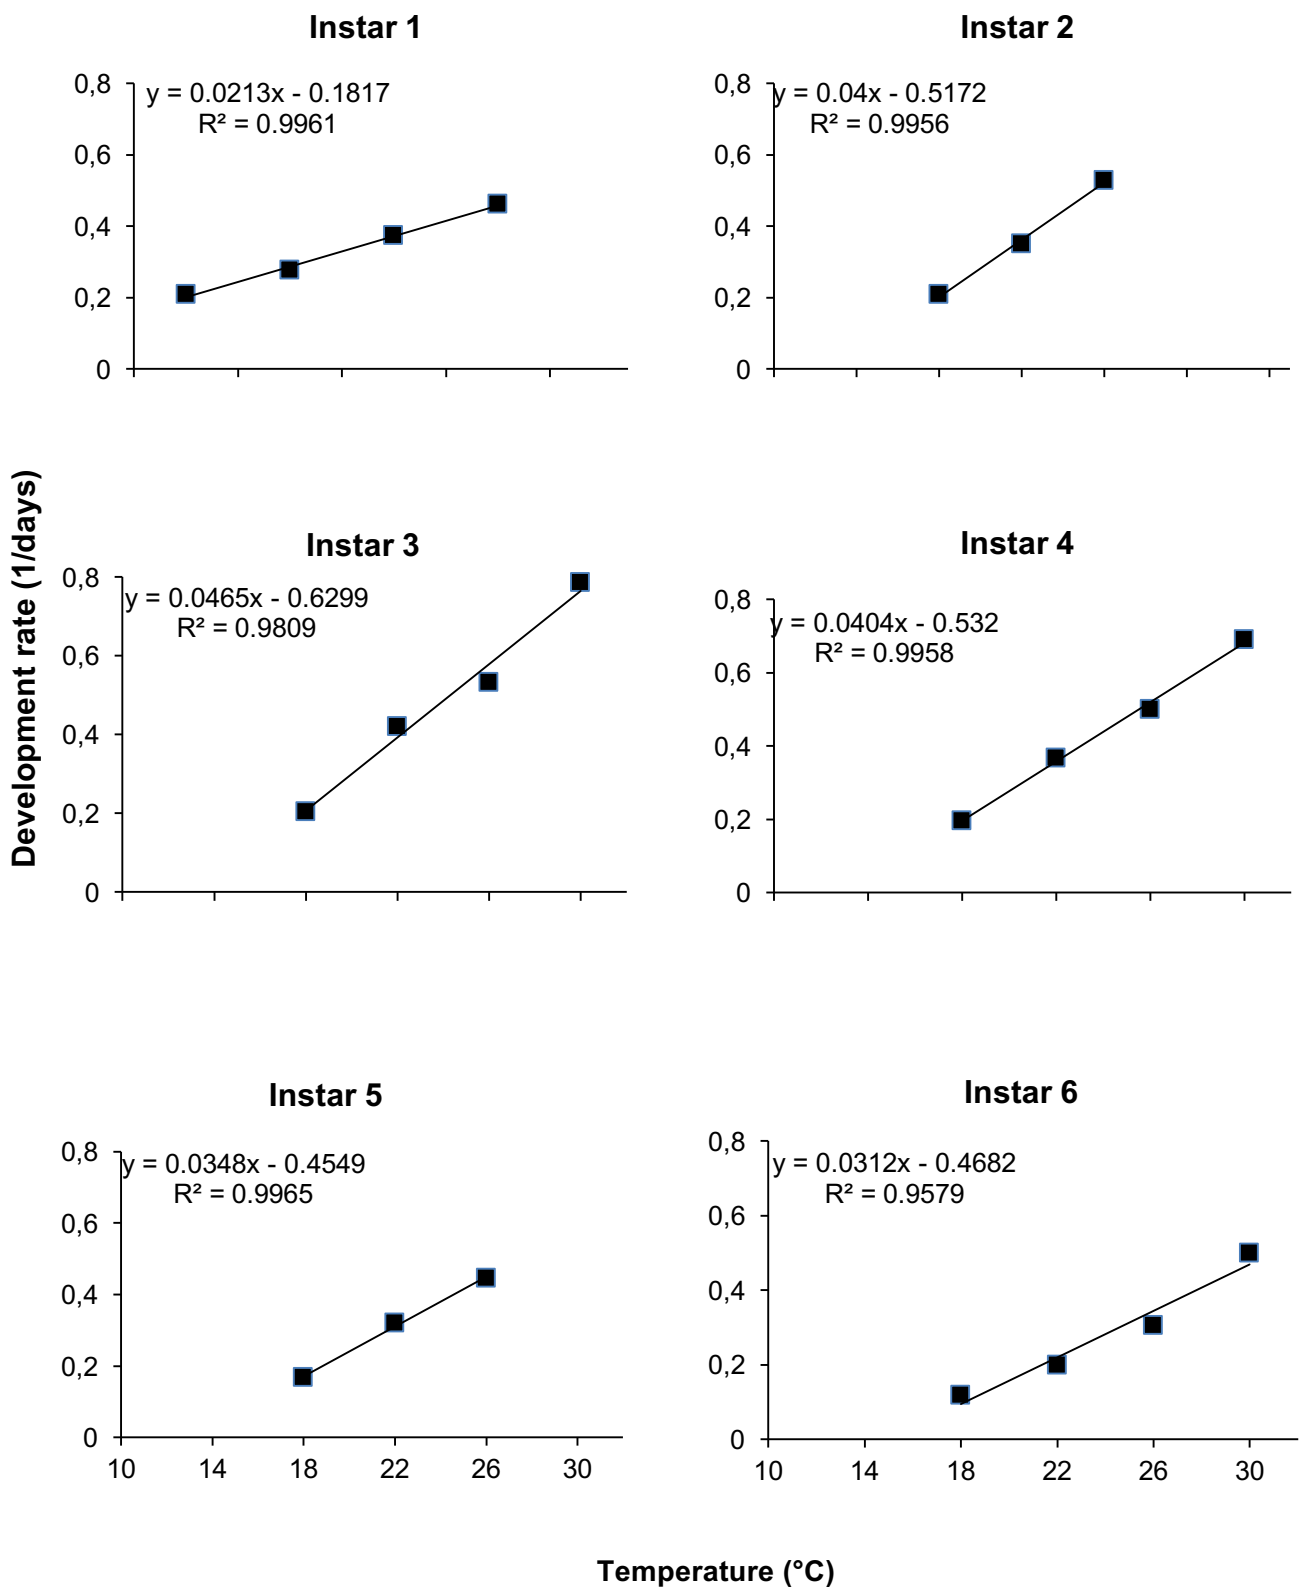 Instar 1
0,8
y = 0.0213x - 0.1817
R² = 0.9961
0,6
0,4
0,2
0
Instar 2
0,8
y = 0.04x - 0.5172
R² = 0.9956
0,6
0,4
0,2
0
Development rate (1/days)
Instar 3
0,8
y = 0.0465x - 0.6299
R² = 0.9809
0,6
0,4
0,2
0
Instar 4
0,8
y = 0.0404x - 0.532
R² = 0.9958
0,6
0,4
0,2
0
Instar 5
0,8
y = 0.0348x - 0.4549
R² = 0.9965
0,6
0,4
0,2
0
10 14 18 22 26 30
Instar 6
0,8
y = 0.0312x - 0.4682
R² = 0.9579
0,6
0,4
0,2
0
10 14 18 22 26 30
Temperature (°C)